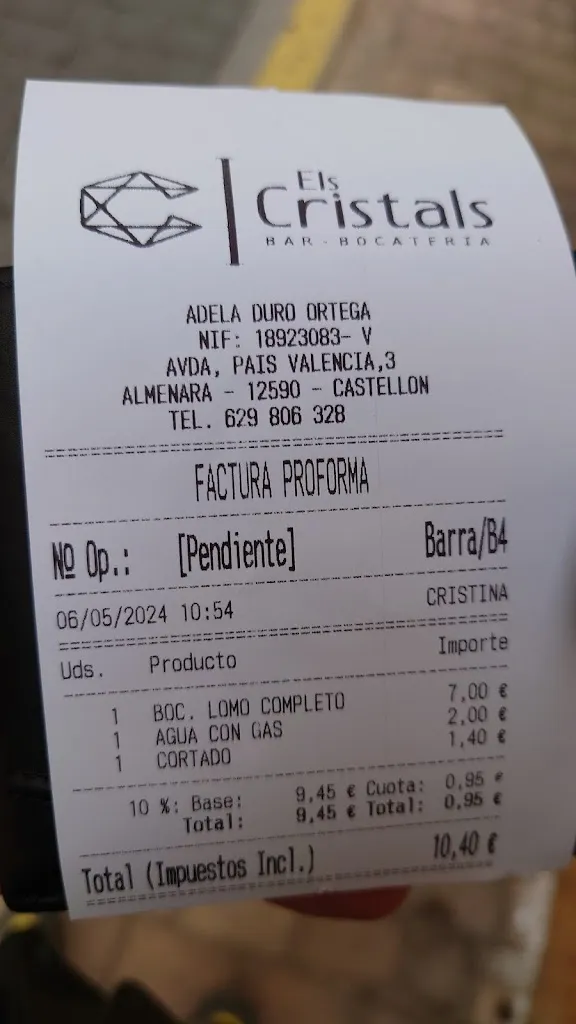 Els
Cristals
BAR-BOCATERIA
ADELA DURO ORTEGA
NIF: 18923083- V
AVDA, PAIS VALENCIA,3
ALMENARA - 12590 - CASTELLON
TEL. 629 806 328
FACTURA PROFORMA
Nº Op.: [Pendiente] Barra/B4
06/05/2024 10:54 CRISTINA
Uds. Producto Importe
1 BOC. LOMO COMPLETO 7,00 €
1 AGUA CON GAS 2,00 €
1 CORTADO 1,40 €
10 %: Base: 9,45 € Cuota: 0,95 €
Total: 9,45 € Total: 0,95 €
Total (Impuestos Incl.) 10,40 €